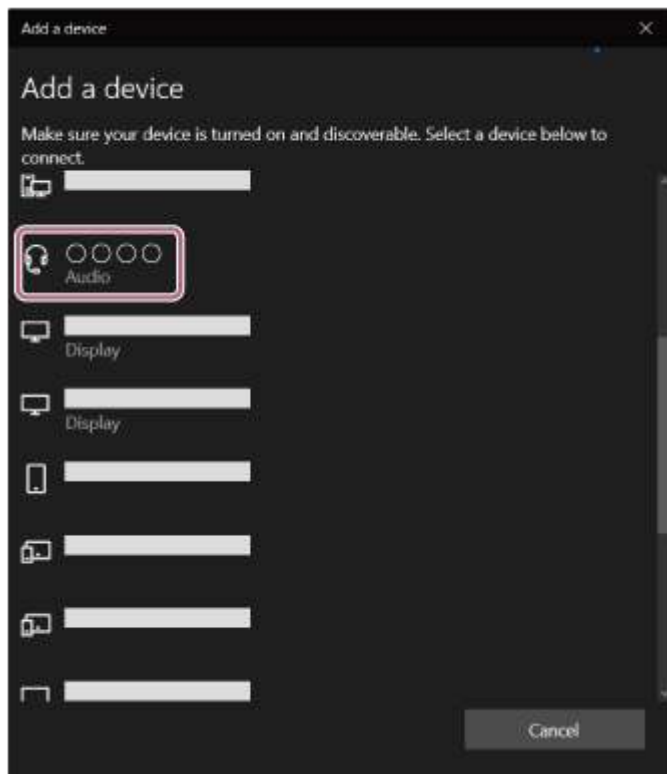 Add a device
Add a device
Make sure your device is turned on and discoverable. Select a device below to
connect.
○○○○
Audio
Display
Display
Cancel